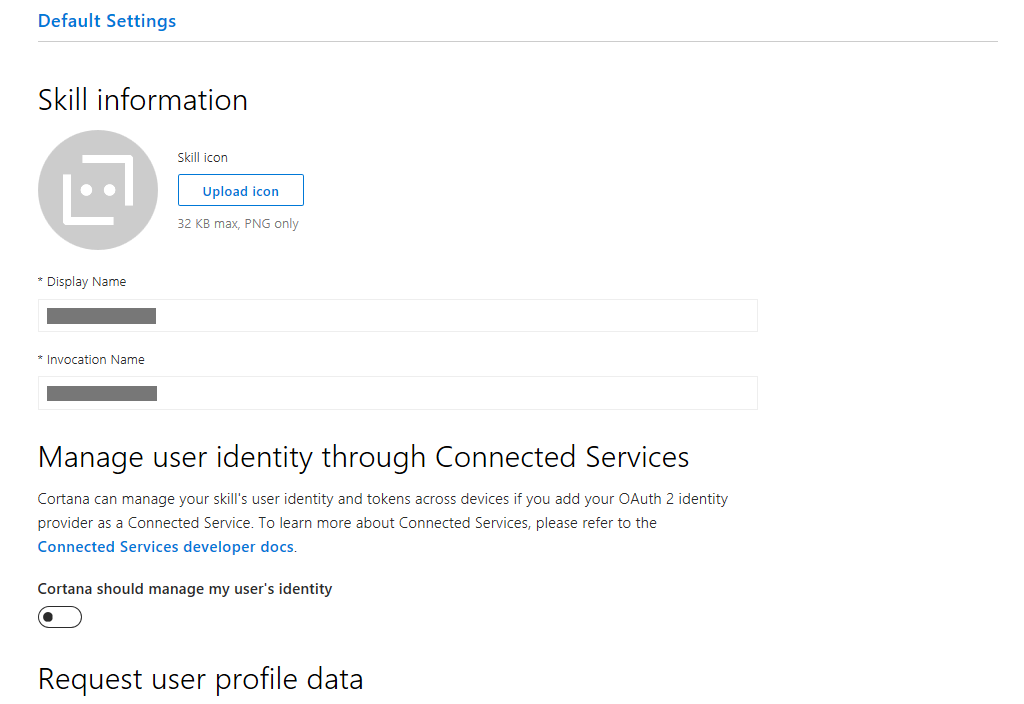 Default Settings
Skill information
Skill icon
Upload icon
32 KB max, PNG only
* Display Name
* Invocation Name
Manage user identity through Connected Services
Cortana can manage your skill's user identity and tokens across devices if you add your OAuth 2 identity
provider as a Connected Service. To learn more about Connected Services, please refer to the
Connected Services developer docs.
Cortana should manage my user's identity
Request user profile data